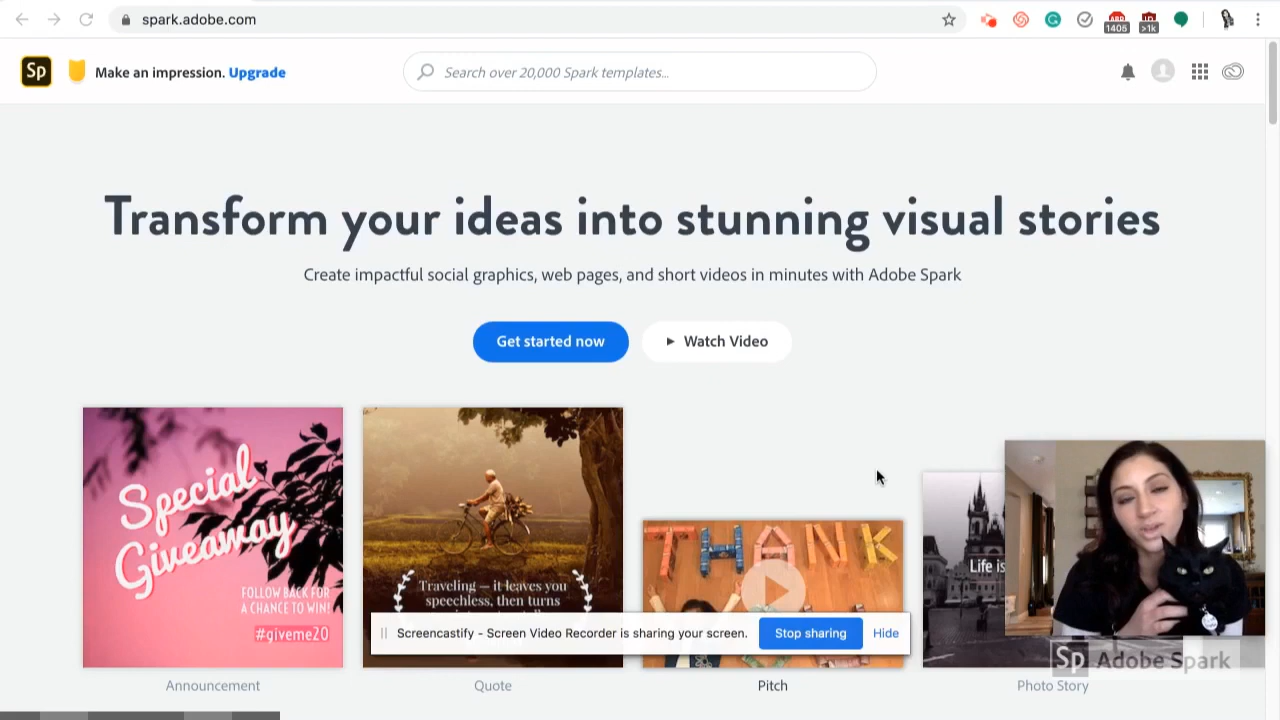 spark.adobe.com
1405
>1k
Sp
Make an impression. Upgrade
Search over 20,000 Spark templates...
Transform your ideas into stunning visual stories
Create impactful social graphics, web pages, and short videos in minutes with Adobe Spark
Get started now
Watch Video
Special
Giveaway
FOLLOW BACK FOR
A CHANCE TO WIN!
#giveme20
Traveling — it leaves you
speechless, then turns
THANK
Life is
Screencastify - Screen Video Recorder is sharing your screen.
Stop sharing
Hide
Sp Adobe Spark
Announcement
Quote
Pitch
Photo Story